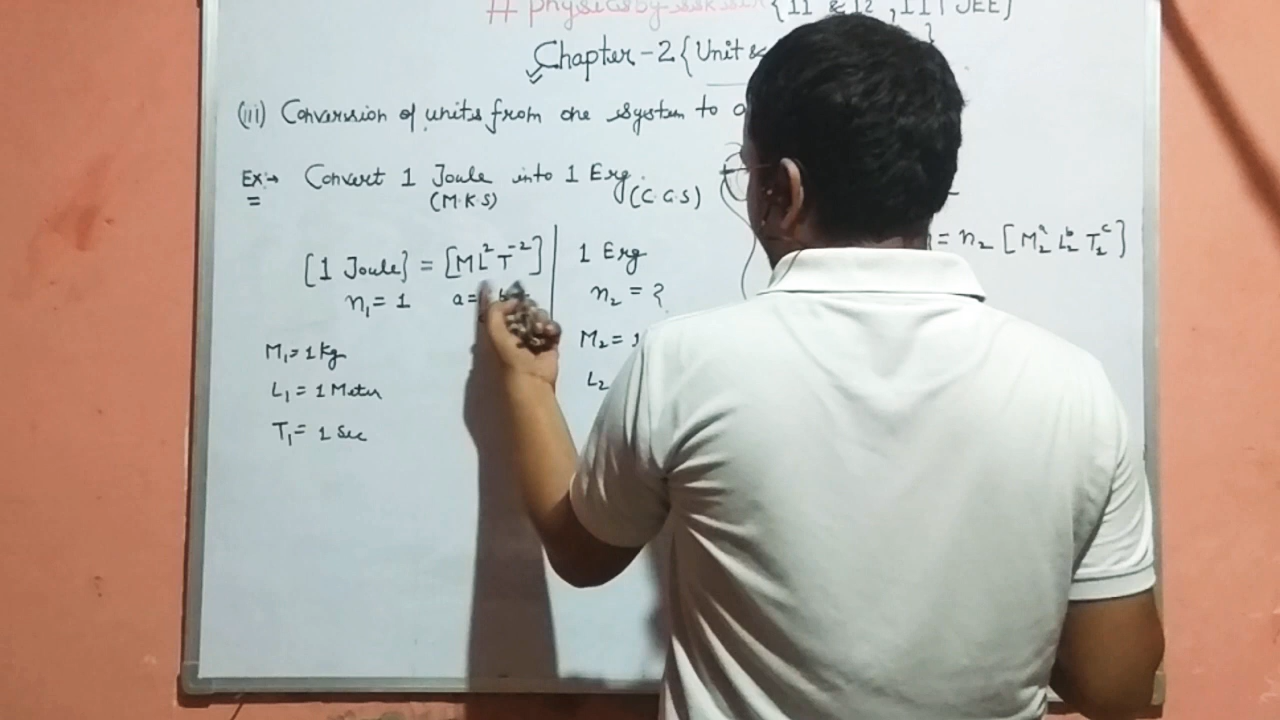 # physicsbysksir {11 & 12 , IIT JEE}
Chapter-2 {Unit & }
(iii) Conversion of units from one system to
Ex:→ Convert 1 Joule into 1 Erg.
(M.K.S) (C.G.S)
[1 Joule] = [ML²T⁻²]
n₁ = 1 a =
M₁ = 1 Kg
L₁ = 1 Meter
T₁ = 1 Sec
1 Erg
n₂ = ?
M₂ = 1
L₂
= n₂ [M₂ᵃ L₂ᵇ T₂ᶜ]